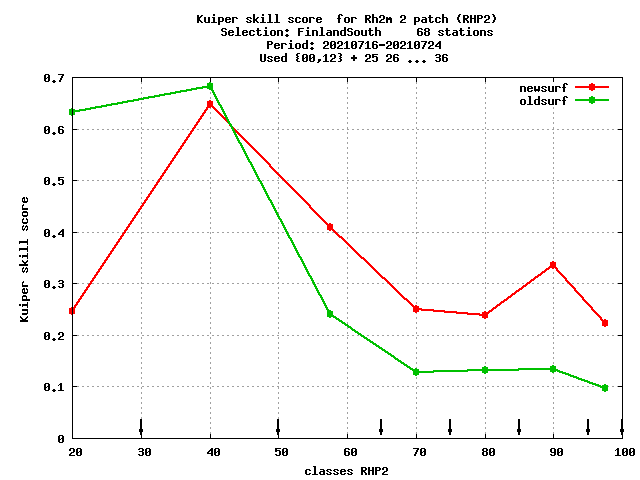 Kuiper skill score  for Rh2m 2 patch (RHP2)
Selection: FinlandSouth     68 stations
Period: 20210716-20210724
Used {00,12} + 25 26 ... 36
newsurf
oldsurf
0.7
0.6
0.5
0.4
0.3
0.2
0.1
0
Kuiper skill score
20 30 40 50 60 70 80 90 100
classes RHP2